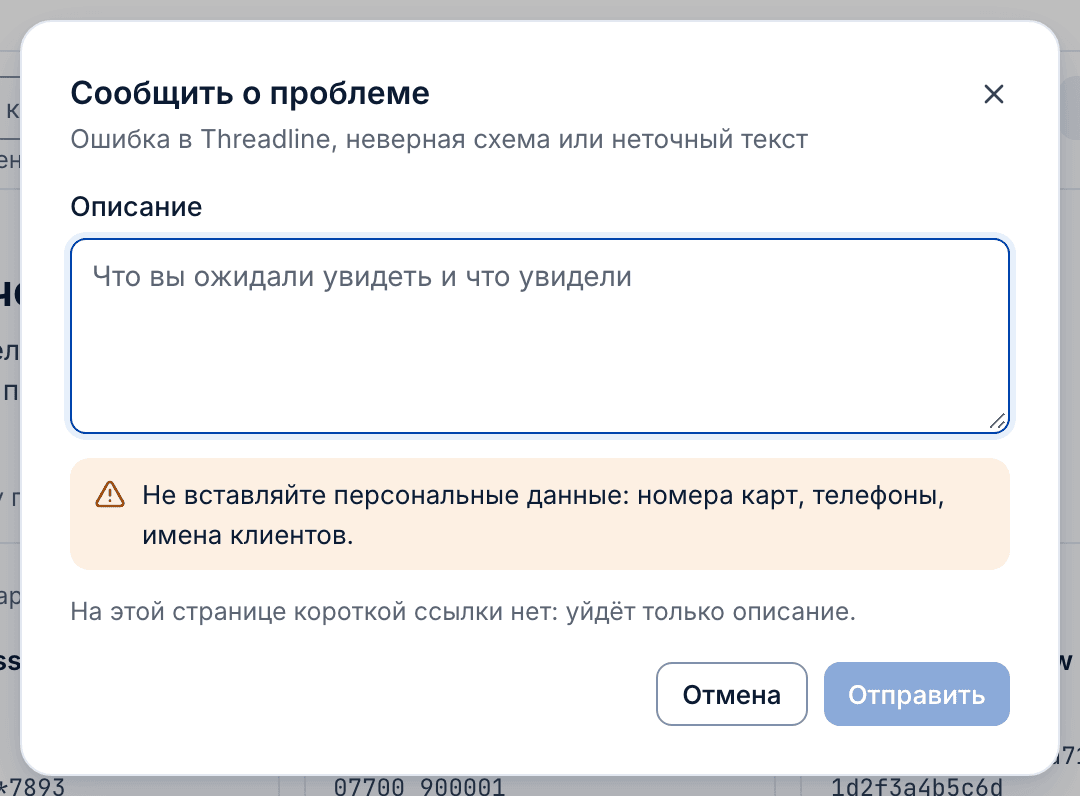 Сообщить о проблеме
Ошибка в Threadline, неверная схема или неточный текст
Описание
Что вы ожидали увидеть и что увидели
Не вставляйте персональные данные: номера карт, телефоны,
имена клиентов.
На этой странице короткой ссылки нет: уйдёт только описание.
Отмена
Отправить
*7893
07700 900001
1d2f3a4b5c6d